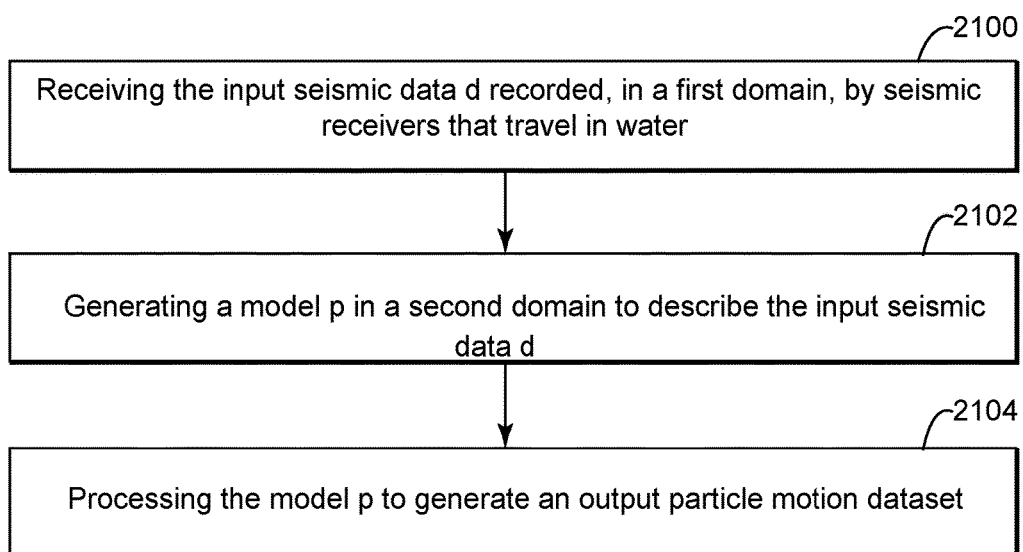 2100
Receiving the input seismic data d recorded, in a first domain, by seismic
receivers that travel in water
2102
Generating a model p in a second domain to describe the input seismic
data d
2104
Processing the model p to generate an output particle motion dataset